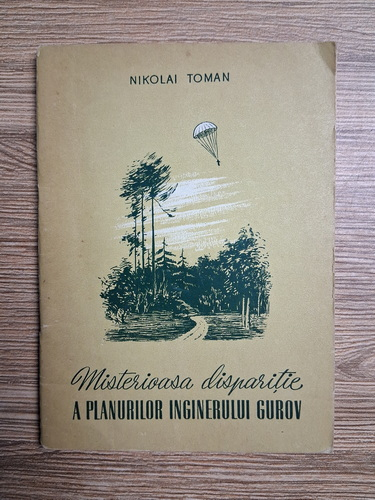 NIKOLAI TOMAN
Misterioasa dispariție
A PLANURILOR INGINERULUI GUROV